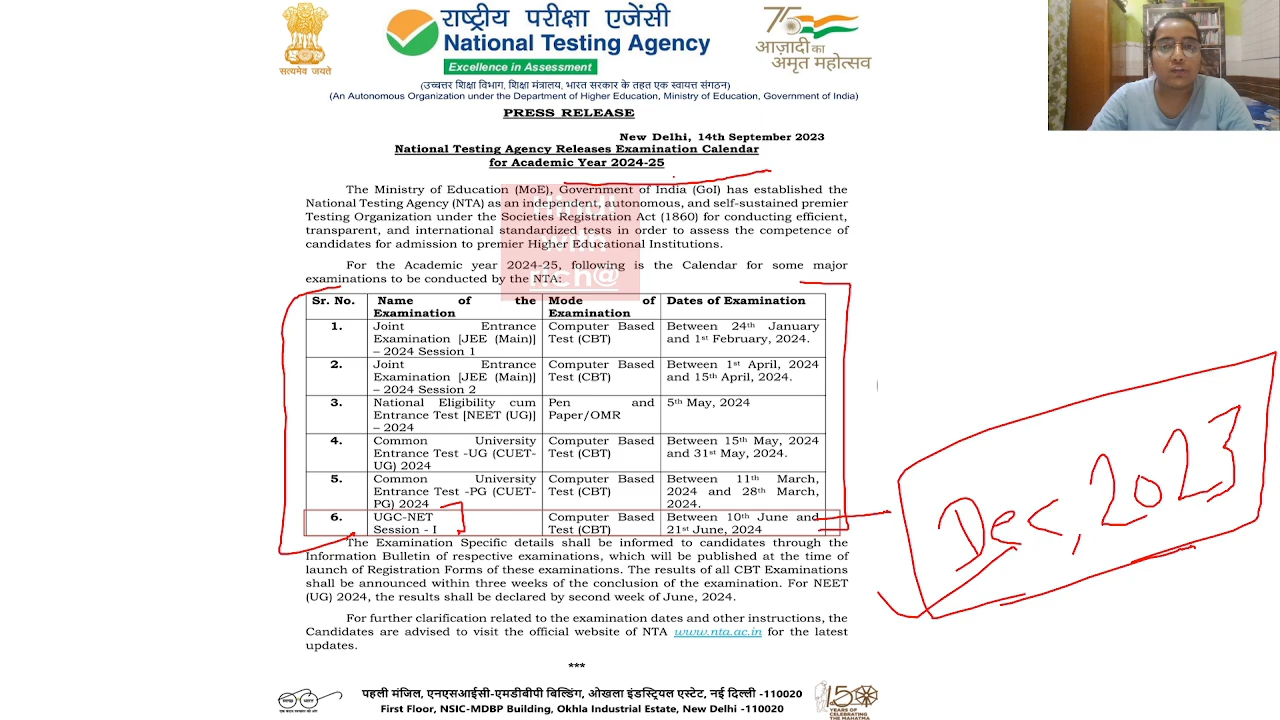 राष्ट्रीय परीक्षा एजेंसी
National Testing Agency
Excellence in Assessment
सत्यमेव जयते
75
आज़ादी का
अमृत महोत्सव
(उच्चत्तर शिक्षा विभाग, शिक्षा मंत्रालय, भारत सरकार के तहत एक स्वायत्त संगठन)
(An Autonomous Organization under the Department of Higher Education, Ministry of Education, Government of India)
PRESS RELEASE
New Delhi, 14th September 2023
National Testing Agency Releases Examination Calendar
for Academic Year 2024-25
The Ministry of Education (MoE), Government of India (GoI) has established the
National Testing Agency (NTA) as an independent, autonomous, and self-sustained premier
Testing Organization under the Societies Registration Act (1860) for conducting efficient,
transparent, and international standardized tests in order to assess the competence of
candidates for admission to premier Higher Educational Institutions.
Hindi
with
itch@
For the Academic year 2024-25, following is the Calendar for some major
examinations to be conducted by the NTA:
Sr. No. Name of the Examination Mode of Examination Dates of Examination
1. Joint Entrance Examination [JEE (Main)] – 2024 Session 1 Computer Based Test (CBT) Between 24th January and 1st February, 2024.
2. Joint Entrance Examination [JEE (Main)] – 2024 Session 2 Computer Based Test (CBT) Between 1st April, 2024 and 15th April, 2024.
3. National Eligibility cum Entrance Test [NEET (UG)] – 2024 Pen and Paper/OMR 5th May, 2024
4. Common University Entrance Test -UG (CUET-UG) 2024 Computer Based Test (CBT) Between 15th May, 2024 and 31st May, 2024.
5. Common University Entrance Test -PG (CUET-PG) 2024 Computer Based Test (CBT) Between 11th March, 2024 and 28th March, 2024.
6. UGC-NET Session - I Computer Based Test (CBT) Between 10th June and 21st June, 2024
Dec, 2023
The Examination Specific details shall be informed to candidates through the
Information Bulletin of respective examinations, which will be published at the time of
launch of Registration Forms of these examinations. The results of all CBT Examinations
shall be announced within three weeks of the conclusion of the examination. For NEET
(UG) 2024, the results shall be declared by second week of June, 2024.
For further clarification related to the examination dates and other instructions, the
Candidates are advised to visit the official website of NTA www.nta.ac.in for the latest
updates.
***
पहली मंजिल, एनएसआईसी-एमडीबीपी बिल्डिंग, ओखला इंडस्ट्रियल एस्टेट, नई दिल्ली -110020
First Floor, NSIC-MDBP Building, Okhla Industrial Estate, New Delhi -110020
150
YEARS OF
CELEBRATING
THE MAHATMA